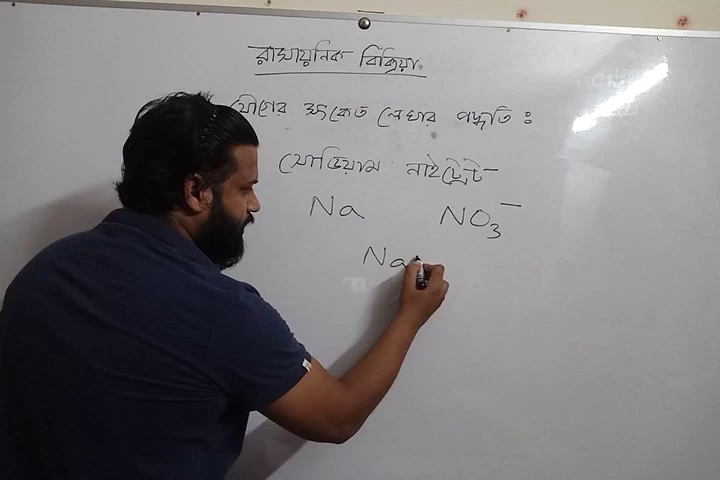 রাসায়নিক বিক্রিয়া
যৌগের সংকেত লেখার পদ্ধতি :
সোডিয়াম নাইট্রেট
Na NO₃⁻
Na